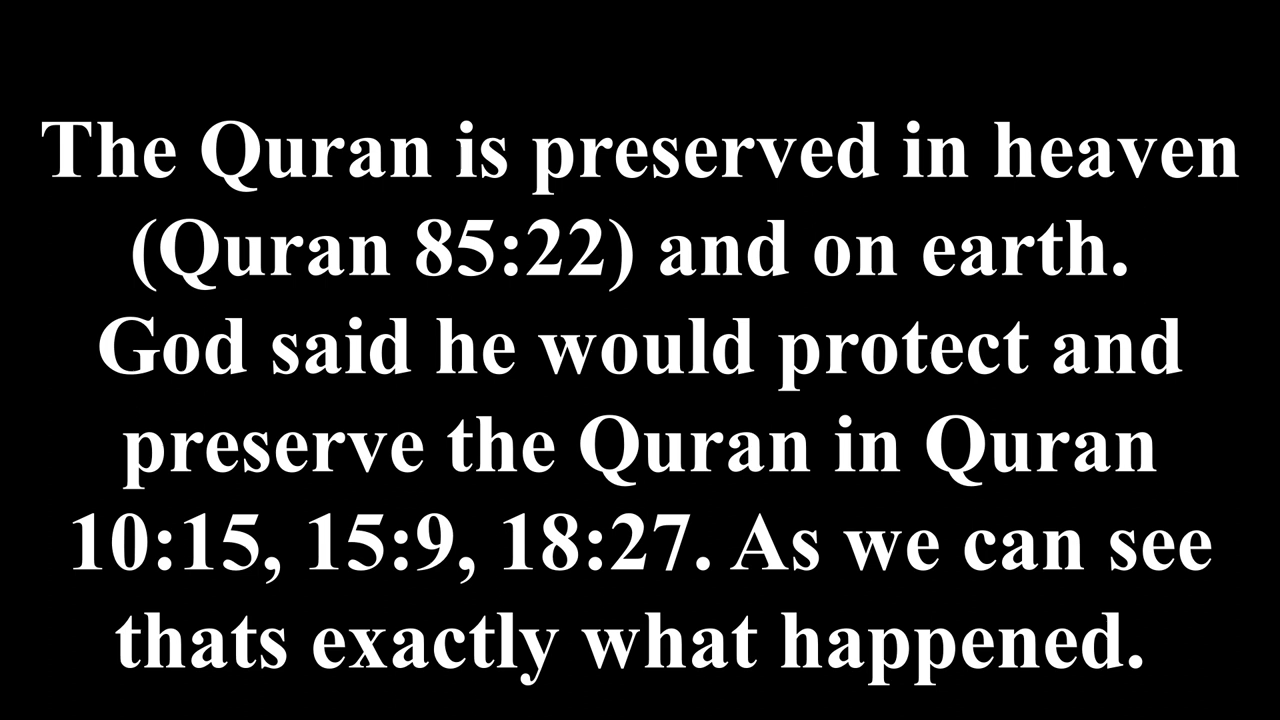 The Quran is preserved in heaven
(Quran 85:22) and on earth.
God said he would protect and
preserve the Quran in Quran
10:15, 15:9, 18:27. As we can see
thats exactly what happened.